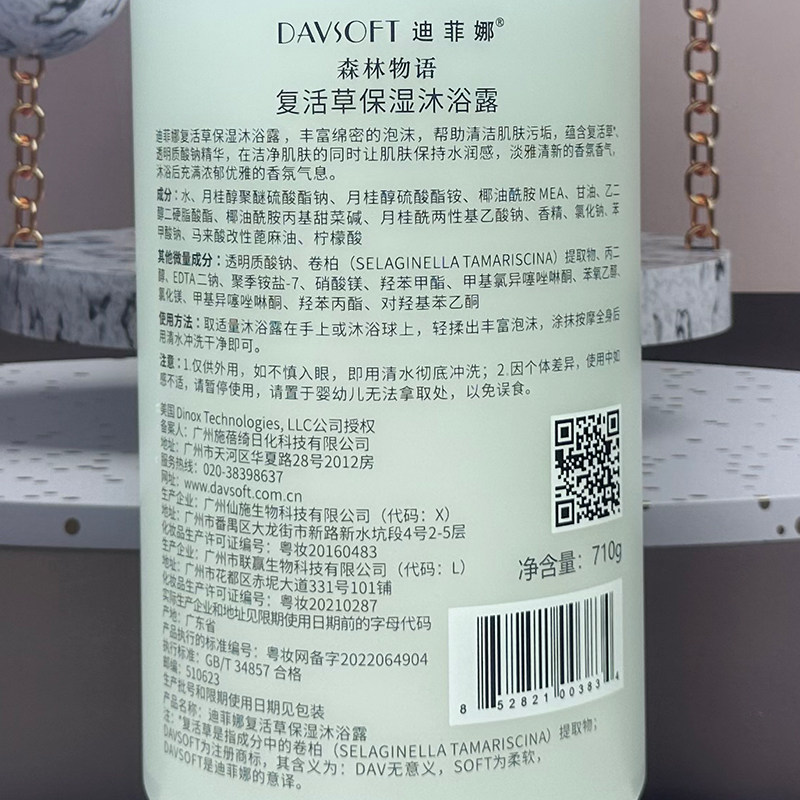 DAVSOFT 迪菲娜®
森林物语
复活草保湿沐浴露
迪菲娜复活草保湿沐浴露，丰富绵密的泡沫，帮助清洁肌肤污垢，蕴含复活草*、
透明质酸钠精华，在洁净肌肤的同时让肌肤保持水润感，淡雅清新的香氛香气，
沐浴后充满浓郁优雅的香氛气息。
成分：水、月桂醇聚醚硫酸酯钠、月桂醇硫酸酯铵、椰油酰胺 MEA、甘油、乙二
醇二硬脂酸酯、椰油酰胺丙基甜菜碱、月桂酰两性基乙酸钠、香精、氯化钠、苯
甲酸钠、马来酸改性蓖麻油、柠檬酸
其他微量成分：透明质酸钠、卷柏（SELAGINELLA TAMARISCINA）提取物、丙二
醇、EDTA 二钠、聚季铵盐-7、硝酸镁、羟苯甲酯、甲基氯异噻唑啉酮、苯氧乙醇、
氯化镁、甲基异噻唑啉酮、羟苯丙酯、对羟基苯乙酮
使用方法：取适量沐浴露在手上或沐浴球上，轻揉出丰富泡沫，涂抹按摩全身后
用清水冲洗干净即可。
注意：1.仅供外用，如不慎入眼，即用清水彻底冲洗；2.因个体差异，使用中如
感不适，请暂停使用，请置于婴幼儿无法拿取处，以免误食。
美国 Dinox Technologies, LLC公司授权
备案人：广州施蓓绮日化科技有限公司
地址：广州市天河区华夏路28号2012房
服务热线：020-38398637
网址：www.davsoft.com.cn
生产企业：广州仙施生物科技有限公司（代码：X）
地址：广州市番禺区大龙街市新路新水坑段4号2-5层
化妆品生产许可证编号：粤妆20160483
生产企业：广州市联赢生物科技有限公司（代码：L）
地址：广州市花都区赤坭大道331号101铺
化妆品生产许可证编号：粤妆20210287
实际生产企业和地址见限期使用日期前的字母代码
产地：广东省
产品执行的标准编号：粤妆网备字2022064904
执行标准：GB/T 34857 合格
邮编：510623
生产批号和限期使用日期见包装
产品名称：迪菲娜复活草保湿沐浴露
注：*复活草是指成分中的卷柏（SELAGINELLA TAMARISCINA）提取物；
DAVSOFT为注册商标，其含义为：DAV无意义，SOFT为柔软，
DAVSOFT是迪菲娜的意译。
净含量：710g
8 52821 00383 4